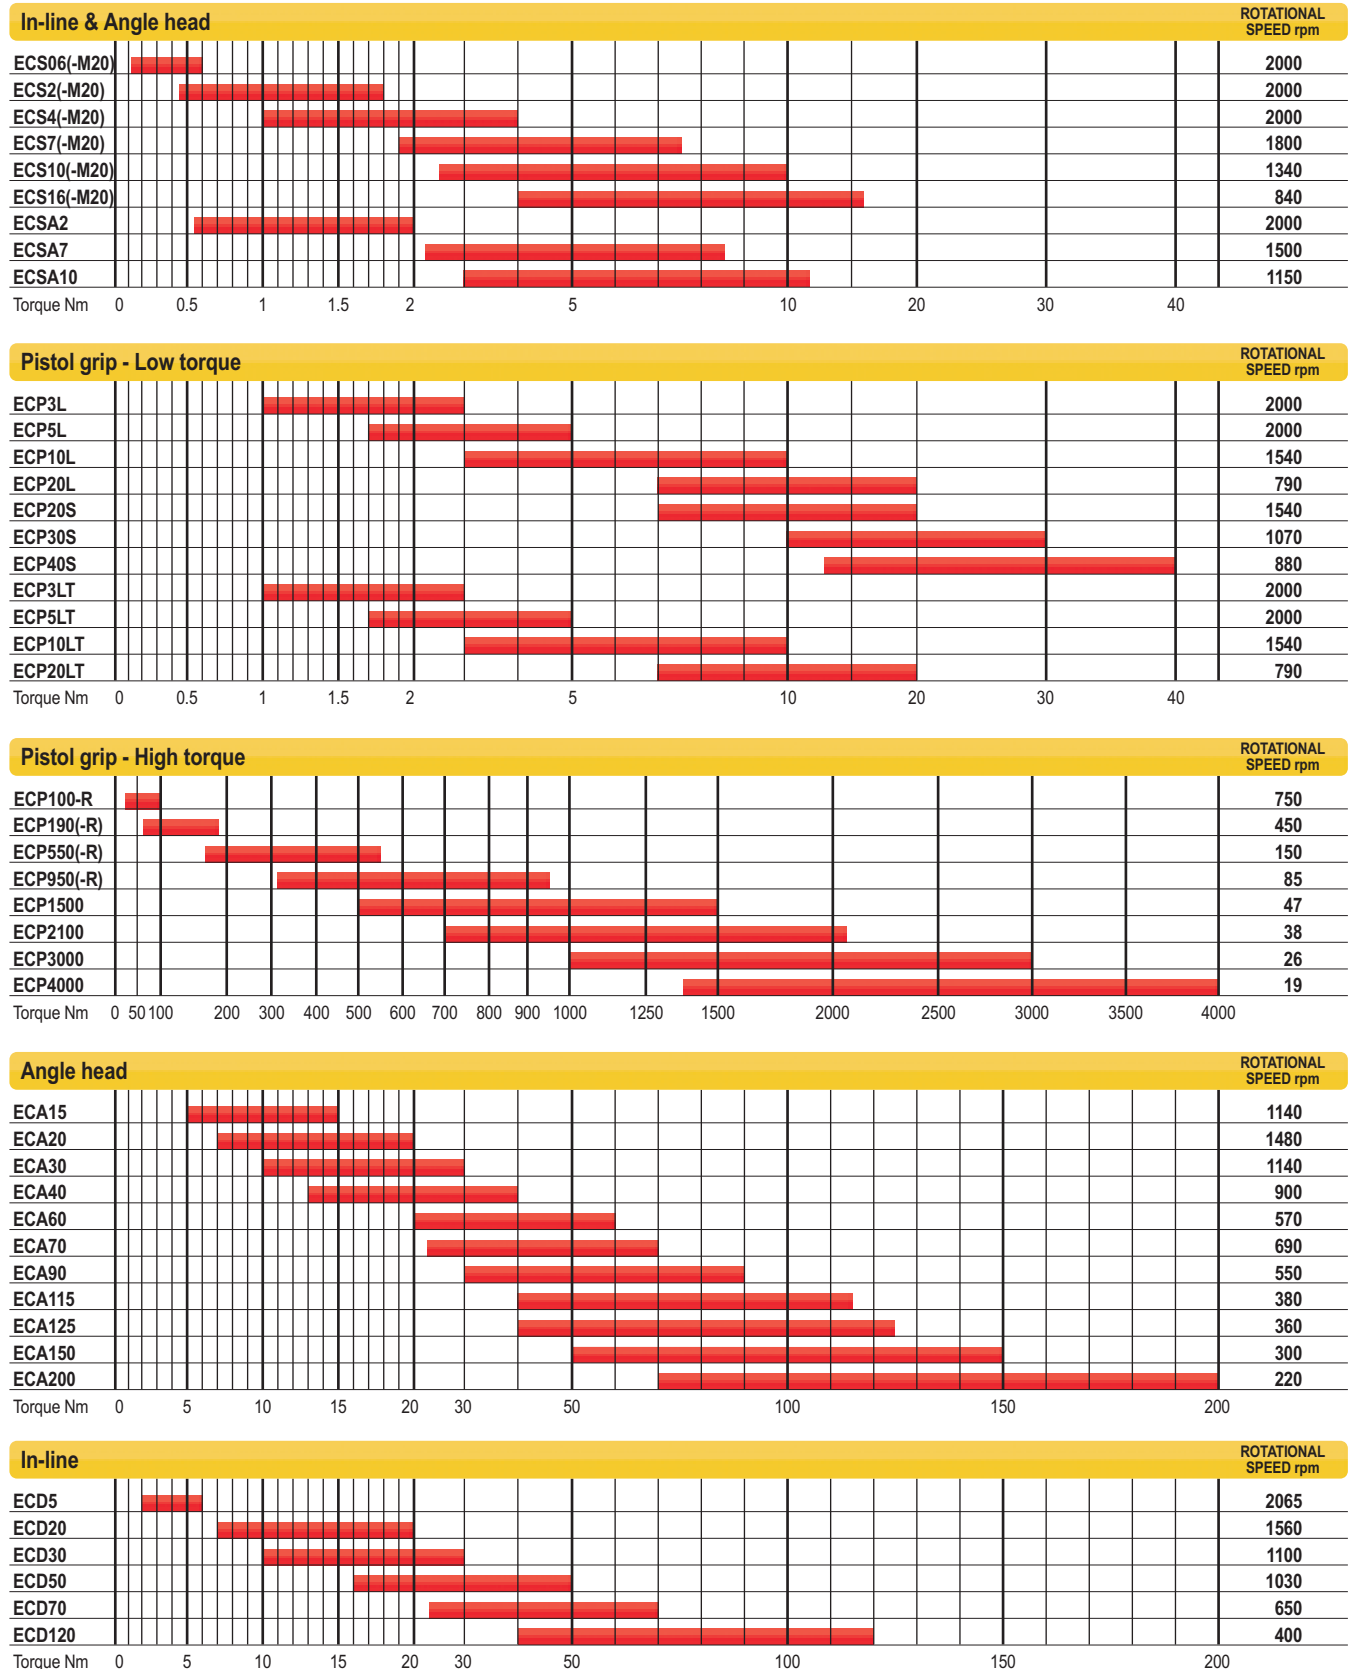 In-line & Angle head ROTATIONAL SPEED rpm
ECS06(-M20) 2000
ECS2(-M20) 2000
ECS4(-M20) 2000
ECS7(-M20) 1800
ECS10(-M20) 1340
ECS16(-M20) 840
ECSA2 2000
ECSA7 1500
ECSA10 1150
Torque Nm 0 0.5 1 1.5 2 5 10 20 30 40
Pistol grip - Low torque ROTATIONAL SPEED rpm
ECP3L 2000
ECP5L 2000
ECP10L 1540
ECP20L 790
ECP20S 1540
ECP30S 1070
ECP40S 880
ECP3LT 2000
ECP5LT 2000
ECP10LT 1540
ECP20LT 790
Torque Nm 0 0.5 1 1.5 2 5 10 20 30 40
Pistol grip - High torque ROTATIONAL SPEED rpm
ECP100-R 750
ECP190(-R) 450
ECP550(-R) 150
ECP950(-R) 85
ECP1500 47
ECP2100 38
ECP3000 26
ECP4000 19
Torque Nm 0 50 100 200 300 400 500 600 700 800 900 1000 1250 1500 2000 2500 3000 3500 4000
Angle head ROTATIONAL SPEED rpm
ECA15 1140
ECA20 1480
ECA30 1140
ECA40 900
ECA60 570
ECA70 690
ECA90 550
ECA115 380
ECA125 360
ECA150 300
ECA200 220
Torque Nm 0 5 10 15 20 30 50 100 150 200
In-line ROTATIONAL SPEED rpm
ECD5 2065
ECD20 1560
ECD30 1100
ECD50 1030
ECD70 650
ECD120 400
Torque Nm 0 5 10 15 20 30 50 100 150 200